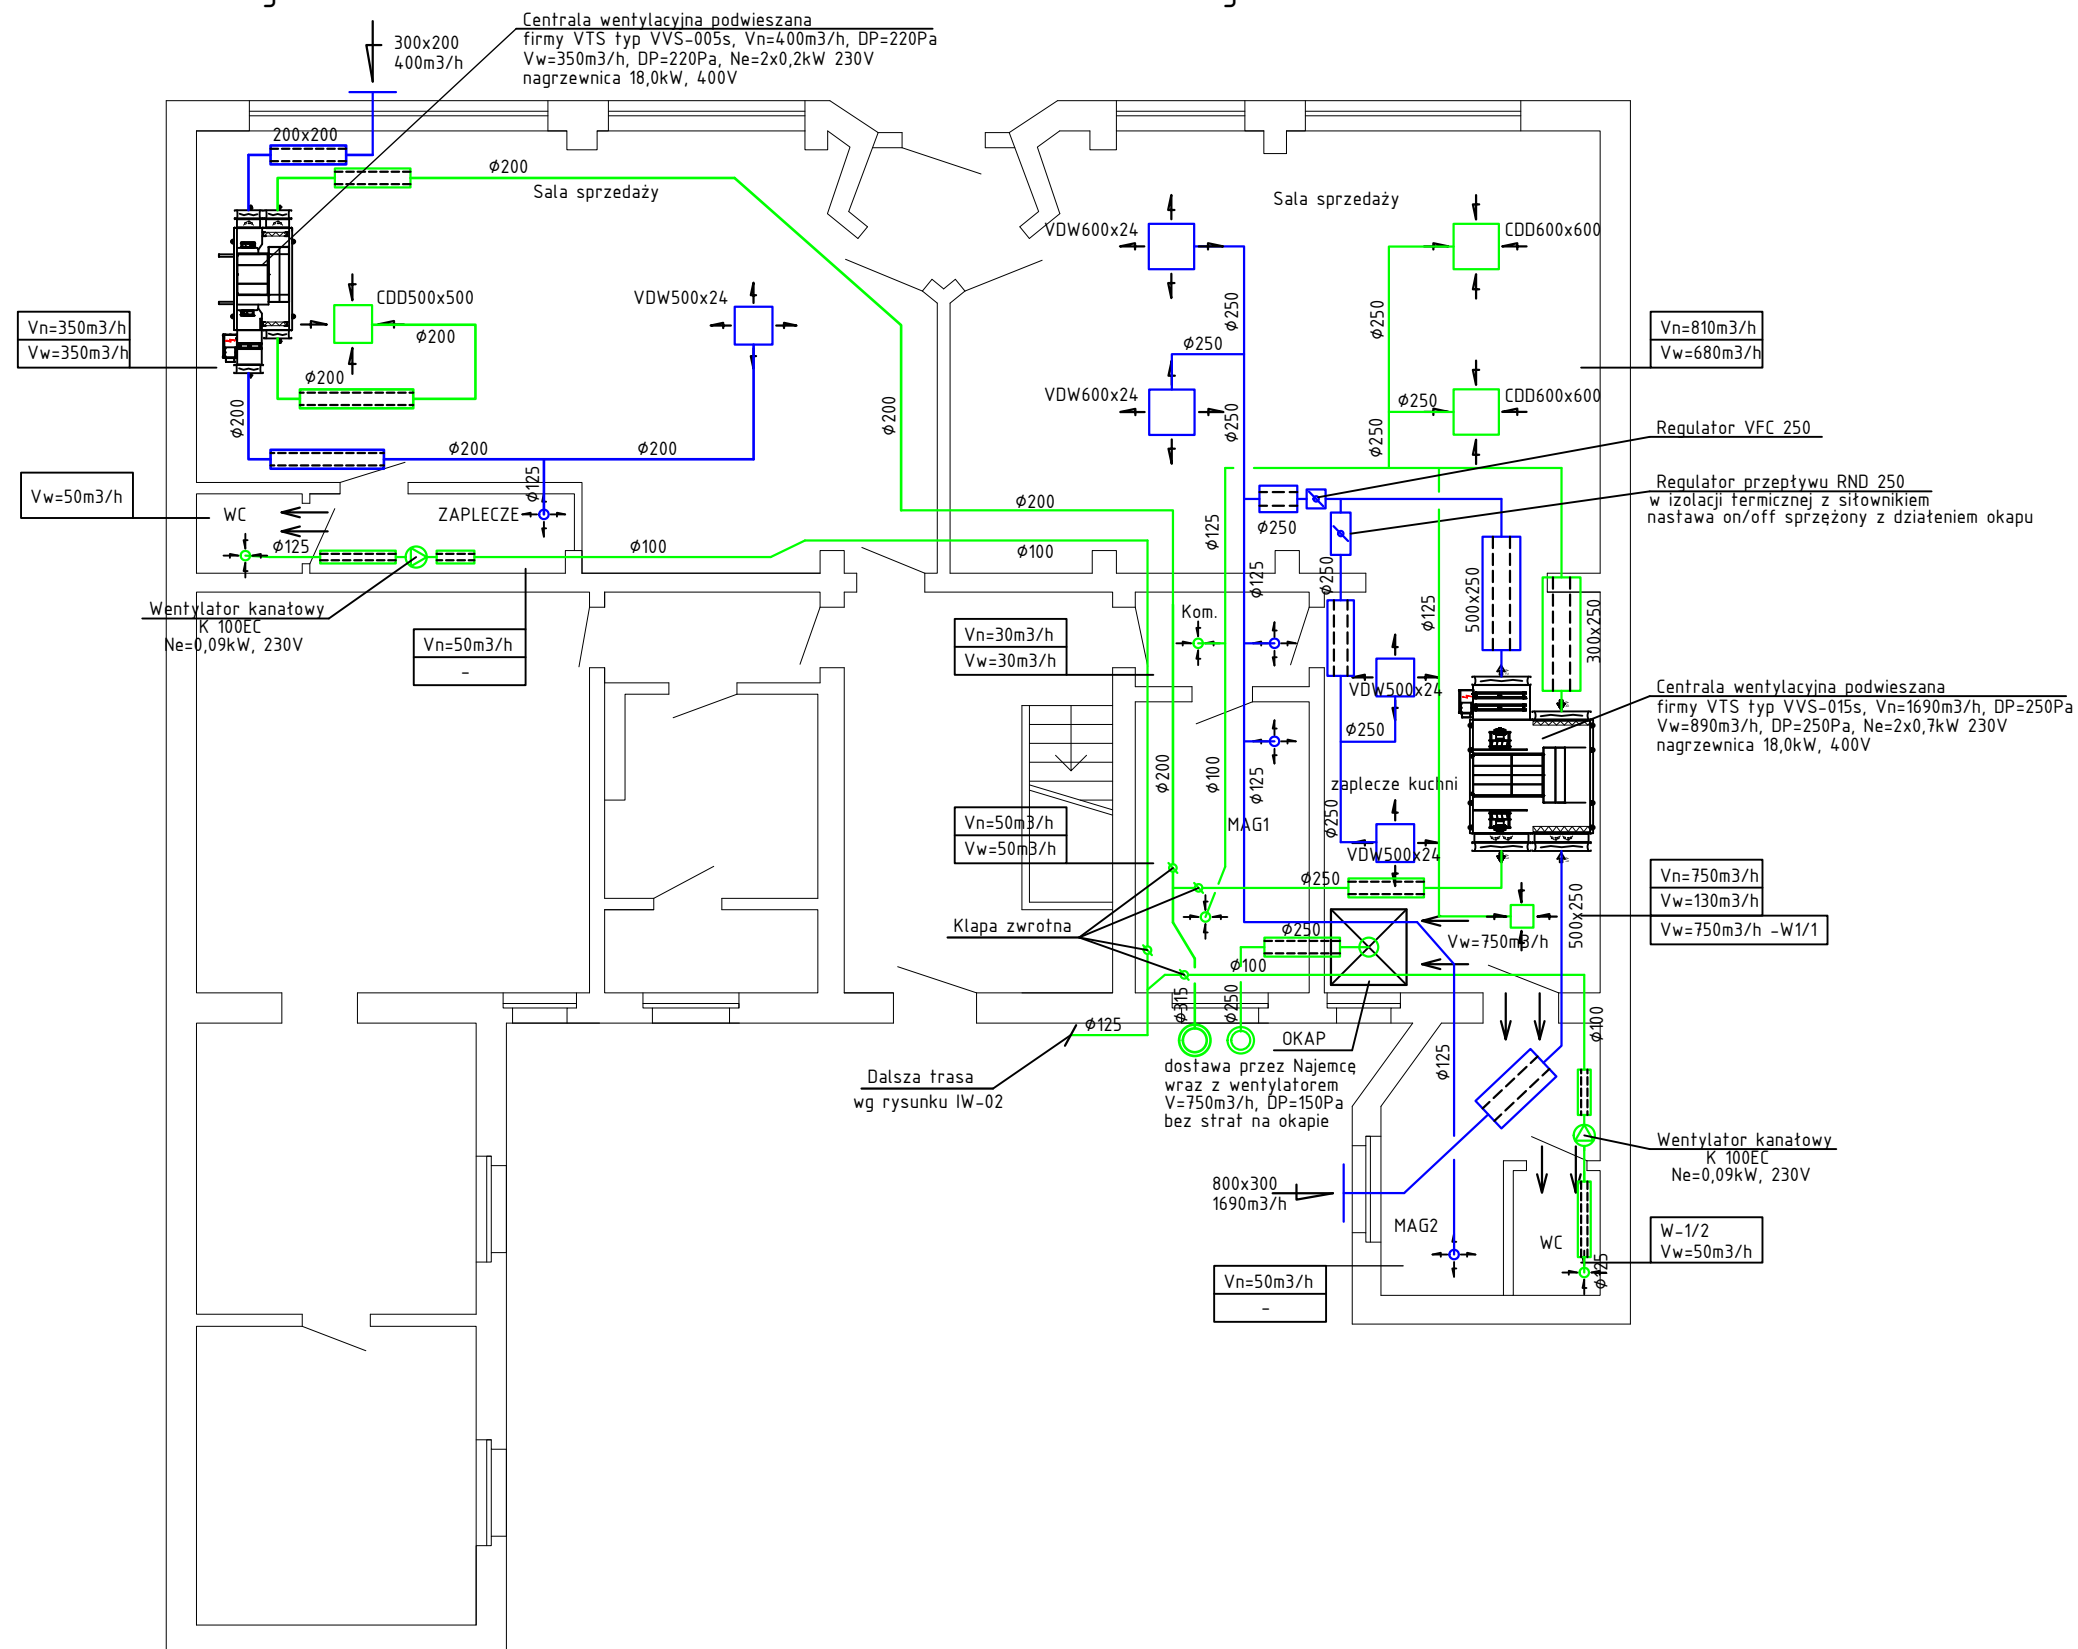 Centrala wentylacyjna podwieszana
firmy VTS typ VVS-005s, Vn=400m3/h, DP=220Pa
Vw=350m3/h, DP=220Pa, Ne=2x0,2kW 230V
nagrzewnica 18,0kW, 400V
300x200
400m3/h
200x200
ϕ200
Sala sprzedaży
Sala sprzedaży
VDW600x24
CDD600x600
CDD500x500
VDW500x24
ϕ250
ϕ250
Vn=350m3/h
Vw=350m3/h
ϕ200
ϕ250
Vn=810m3/h
Vw=680m3/h
ϕ200
VDW600x24
ϕ250
CDD600x600
ϕ200
ϕ200
ϕ250
ϕ250
Regulator VFC 250
ϕ200
ϕ200
Regulator przepływu RND 250
w izolacji termicznej z siłownikiem
nastawa on/off sprzężony z działeniem okapu
Vw=50m3/h
ϕ125
WC
ZAPLECZE
ϕ200
ϕ125
ϕ250
ϕ125
ϕ100
ϕ100
ϕ125
ϕ250
ϕ125
500x250
300x250
Wentylator kanałowy
K 100EC
Ne=0,09kW, 230V
Vn=50m3/h
-
Vn=30m3/h
Vw=30m3/h
Kom.
VDW500x24
Centrala wentylacyjna podwieszana
firmy VTS typ VVS-015s, Vn=1690m3/h, DP=250Pa
Vw=890m3/h, DP=250Pa, Ne=2x0,7kW 230V
nagrzewnica 18,0kW, 400V
ϕ250
ϕ200
ϕ100
ϕ125
zaplecze kuchni
Vn=50m3/h
Vw=50m3/h
MAG1
ϕ250
VDW500x24
ϕ250
Vn=750m3/h
Vw=130m3/h
Vw=750m3/h -W1/1
500x250
Klapa zwrotna
ϕ250
Vw=750m3/h
ϕ100
ϕ315
ϕ250
ϕ100
ϕ125
OKAP
ϕ125
dostawa przez Najemcę
wraz z wentylatorem
V=750m3/h, DP=150Pa
bez strat na okapie
Dalsza trasa
wg rysunku IW-02
Wentylator kanałowy
K 100EC
Ne=0,09kW, 230V
800x300
1690m3/h
MAG2
WC
W-1/2
Vw=50m3/h
ϕ125
Vn=50m3/h
-